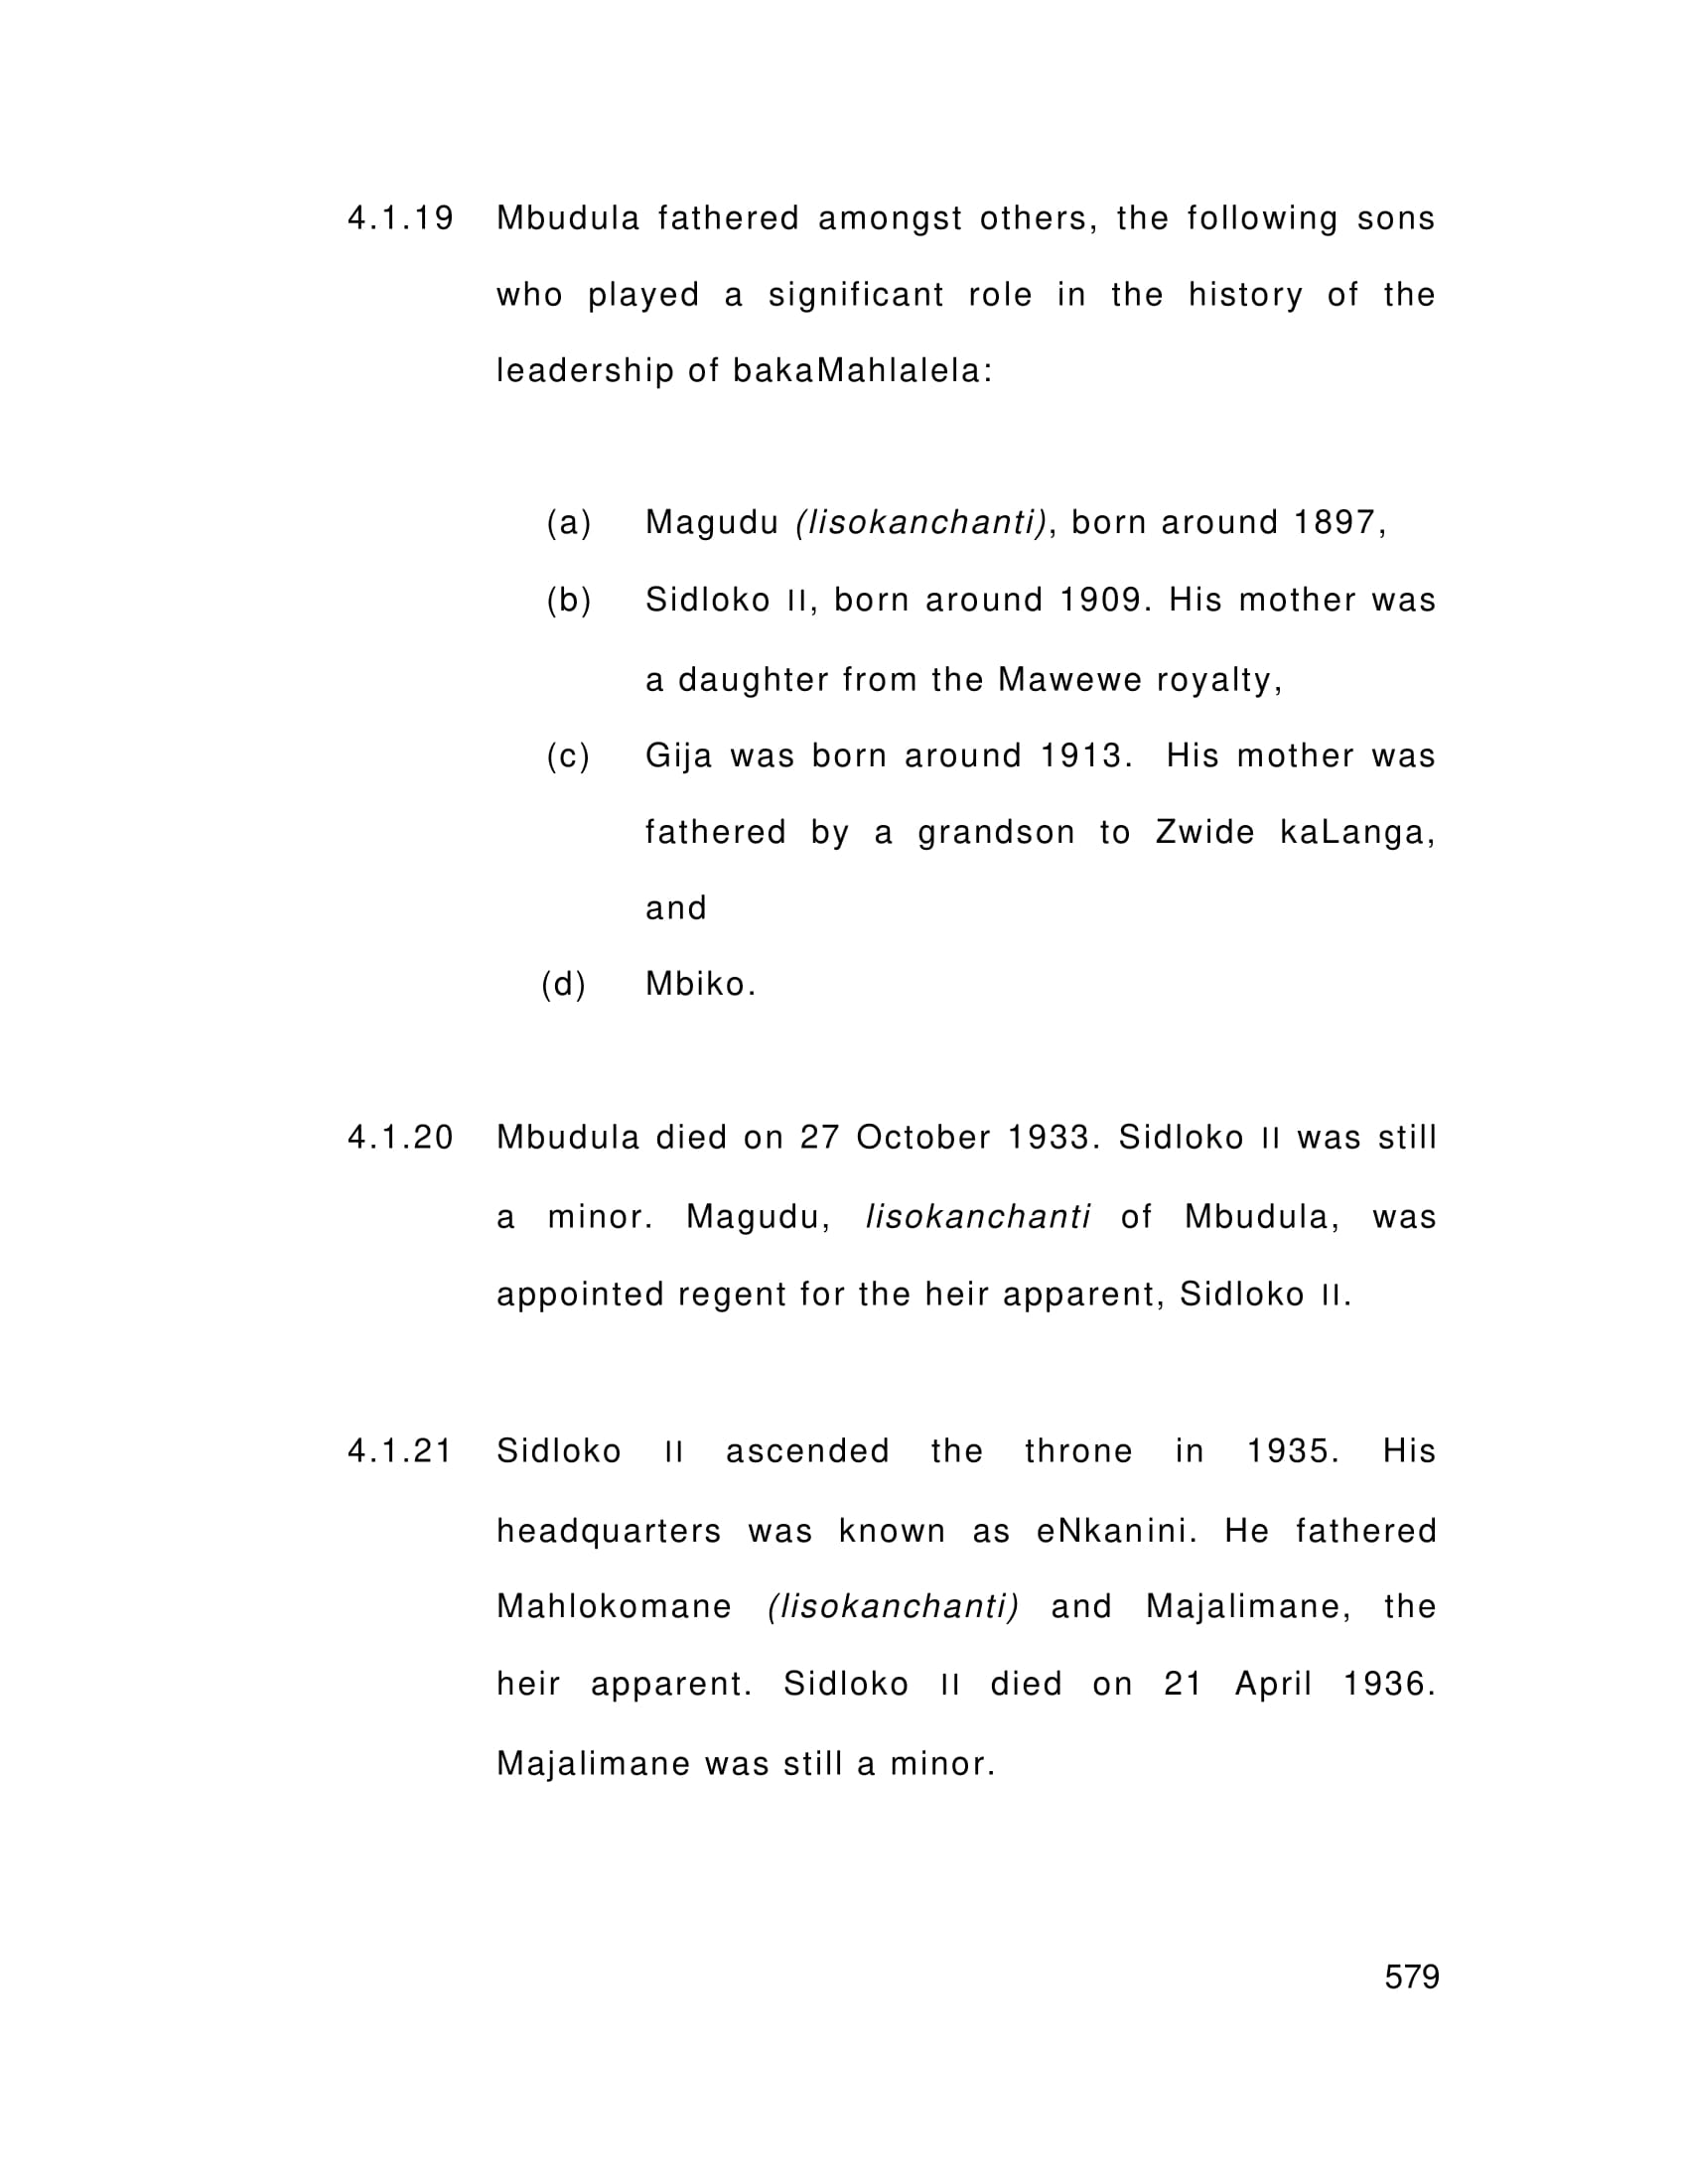 4.1.19 Mbudula fathered amongst others, the following sons
who played a significant role in the history of the
leadership of bakaMahlalela:
(a) Magudu (lisokanchanti), born around 1897,
(b) Sidloko II, born around 1909. His mother was
a daughter from the Mawewe royalty,
(c) Gija was born around 1913. His mother was
fathered by a grandson to Zwide kaLanga,
and
(d) Mbiko.
4.1.20 Mbudula died on 27 October 1933. Sidloko II was still
a minor. Magudu, lisokanchanti of Mbudula, was
appointed regent for the heir apparent, Sidloko II.
4.1.21 Sidloko II ascended the throne in 1935. His
headquarters was known as eNkanini. He fathered
Mahlokomane (lisokanchanti) and Majalimane, the
heir apparent. Sidloko II died on 21 April 1936.
Majalimane was still a minor.
579